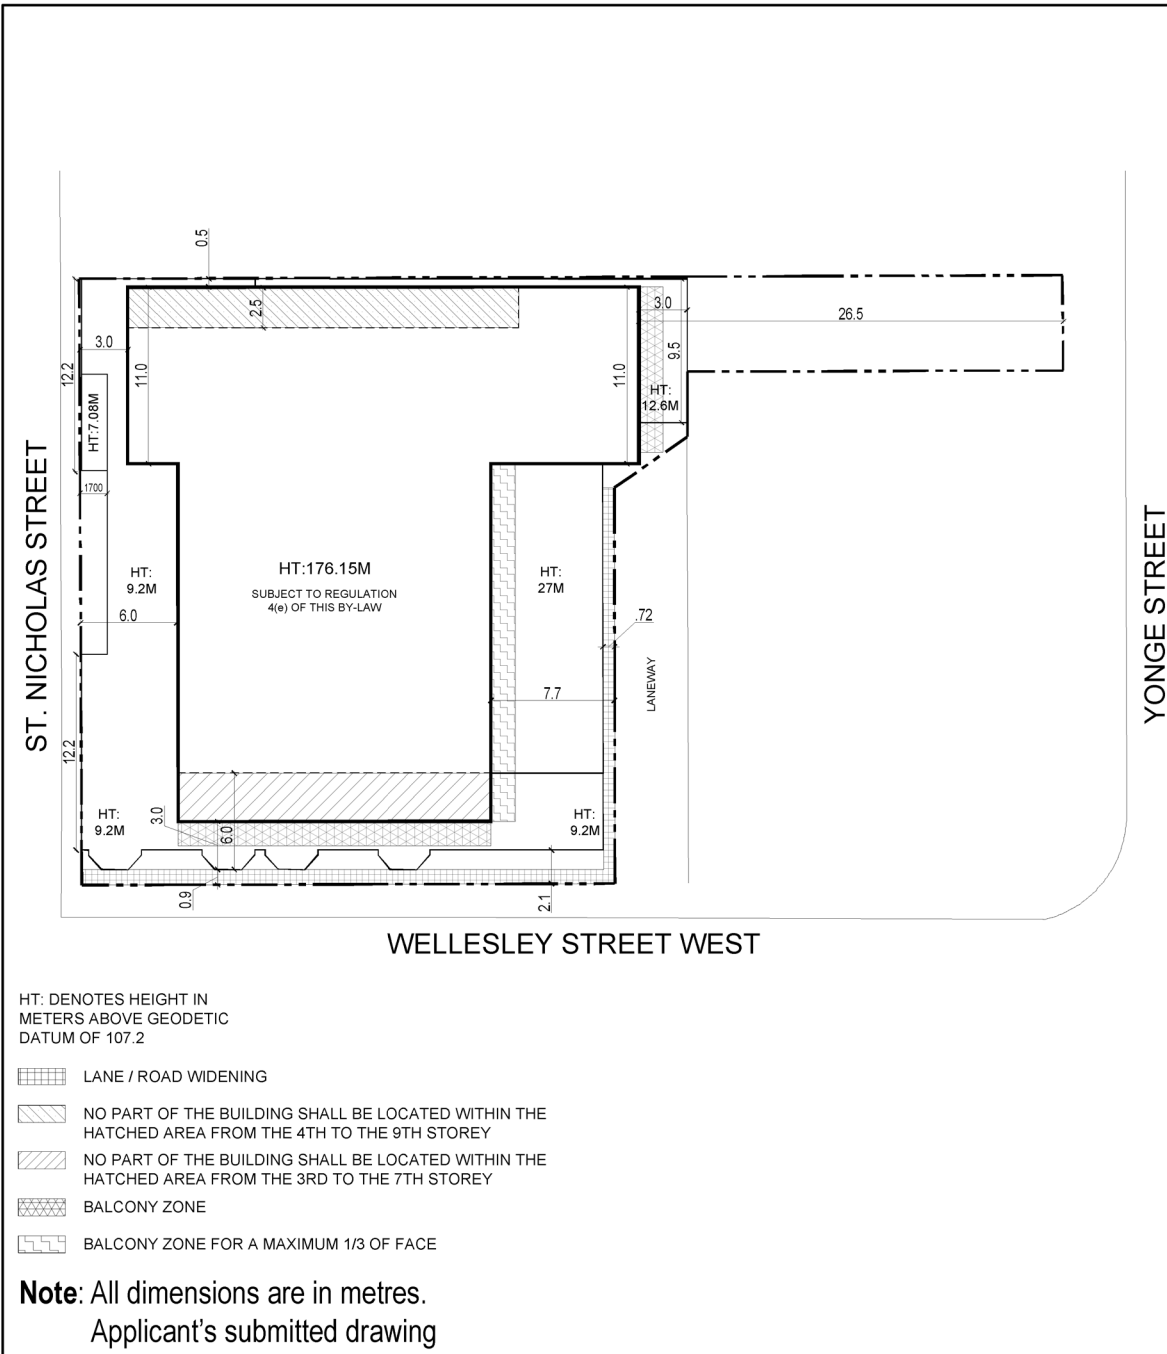 0.5
2.5
3.0
3.0
26.5
12.2
11.0
11.0
9.5
HT:
12.6M
HT:7.08M
1700
ST. NICHOLAS STREET
YONGE STREET
HT:
9.2M
HT:176.15M
SUBJECT TO REGULATION
4(e) OF THIS BY-LAW
HT:
27M
6.0
.72
LANEWAY
7.7
12.2
HT:
9.2M
3.0
6.0
HT:
9.2M
0.9
2.1
WELLESLEY STREET WEST
HT: DENOTES HEIGHT IN
METERS ABOVE GEODETIC
DATUM OF 107.2
LANE / ROAD WIDENING
NO PART OF THE BUILDING SHALL BE LOCATED WITHIN THE
HATCHED AREA FROM THE 4TH TO THE 9TH STOREY
NO PART OF THE BUILDING SHALL BE LOCATED WITHIN THE
HATCHED AREA FROM THE 3RD TO THE 7TH STOREY
BALCONY ZONE
BALCONY ZONE FOR A MAXIMUM 1/3 OF FACE
Note: All dimensions are in metres.
Applicant's submitted drawing